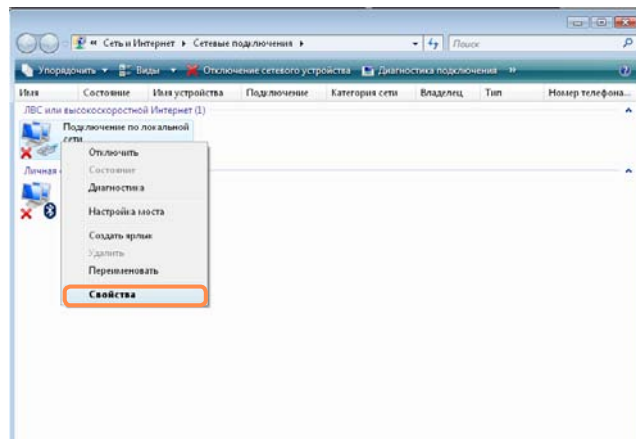 « Сеть и Интернет ▸ Сетевые подключения ▸ Поиск
Упорядочить Виды Отключение сетевого устройства Диагностика подключения »
Имя Состояние Имя устройства Подключение Категория сети Владелец Тип Номер телефона...
ЛВС или высокоскоростной Интернет (1)
Подключение по локальной
сети
Личная
Отключить
Состояние
Диагностика
Настройка моста
Создать ярлык
Удалить
Переименовать
Свойства